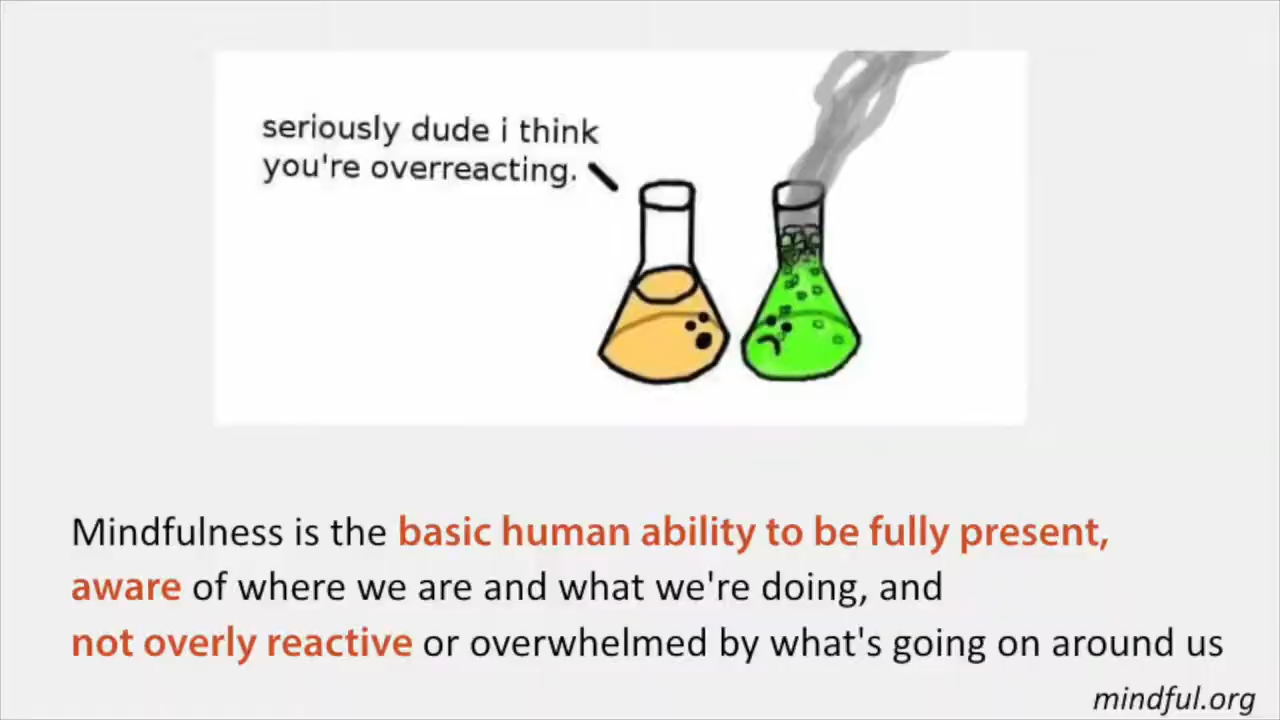 seriously dude i think
you're overreacting.
Mindfulness is the basic human ability to be fully present,
aware of where we are and what we're doing, and
not overly reactive or overwhelmed by what's going on around us
mindful.org